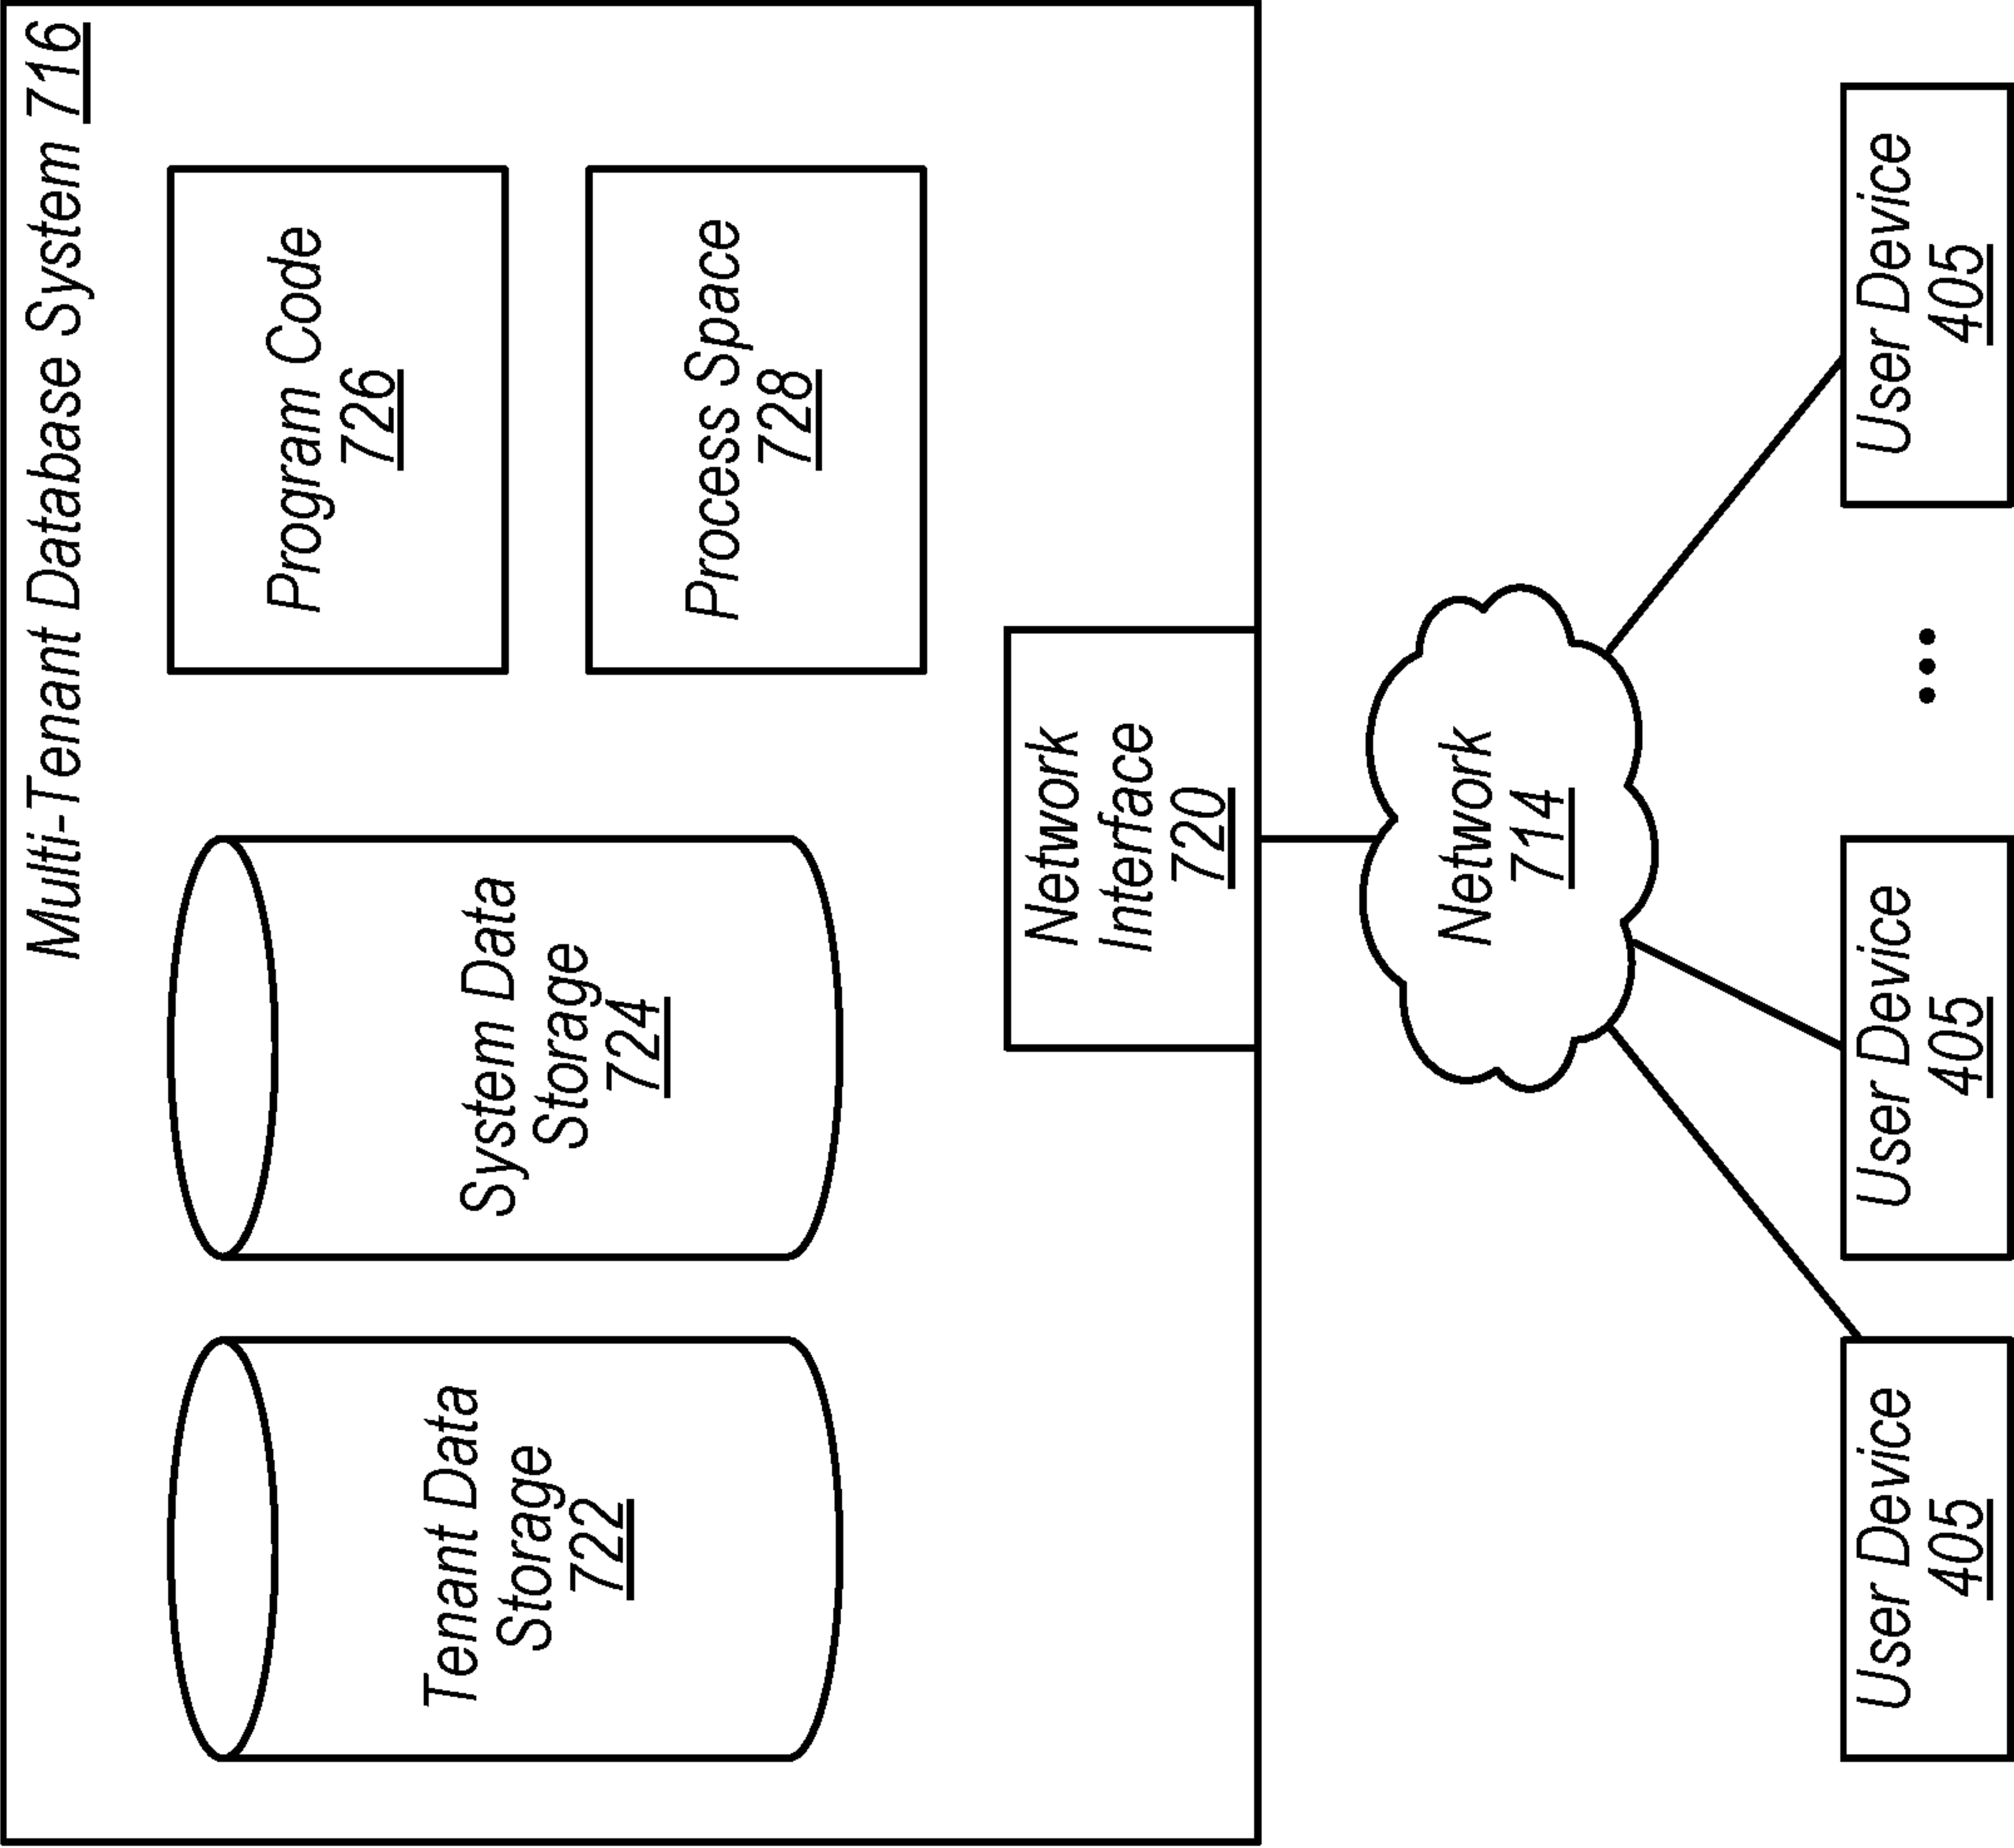 Multi-Tenant Database System 716
Tenant Data
Storage
722
System Data
Storage
724
Program Code
726
Process Space
728
Network
Interface
720
Network
714
User Device
405
User Device
405
...
User Device
405